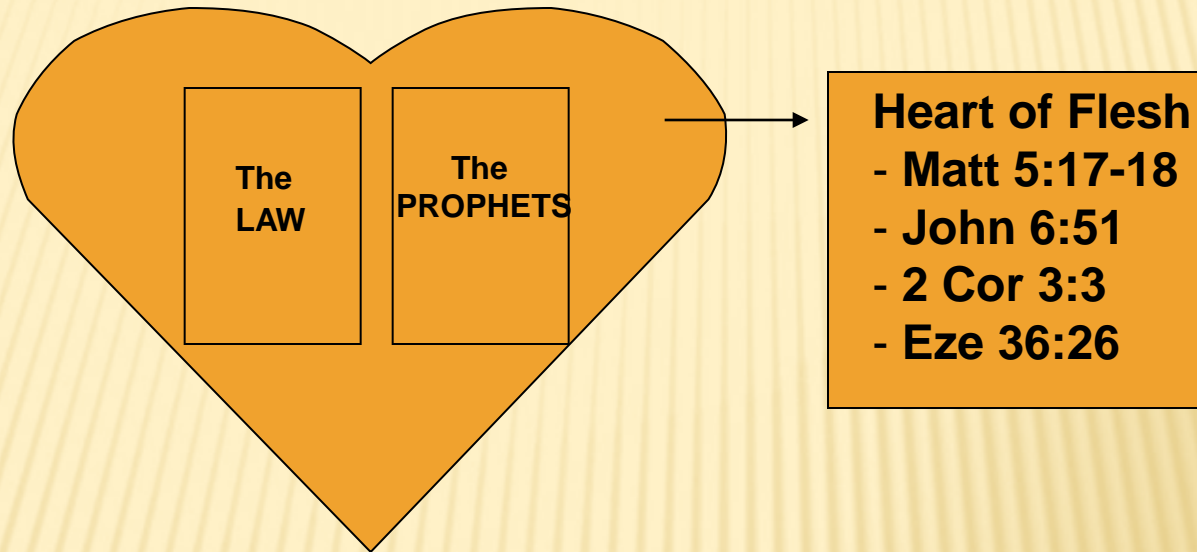 The
LAW
The
PROPHETS
Heart of Flesh
- Matt 5:17-18
- John 6:51
- 2 Cor 3:3
- Eze 36:26